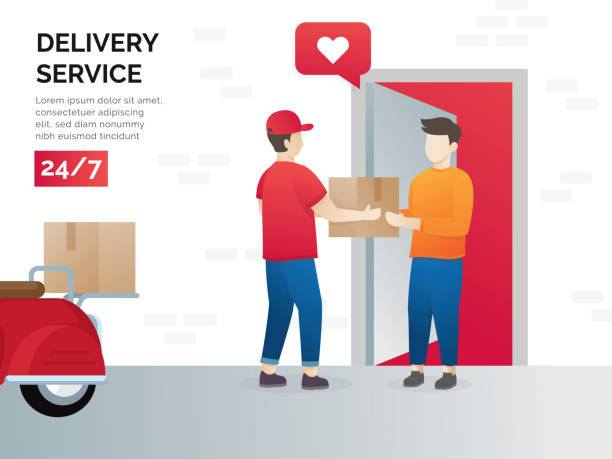 DELIVERY
SERVICE
Lorem ipsum dolor sit amet,
consectetuer adipiscing
elit, sed diam nonummy
nibh euismod tincidunt
24/7